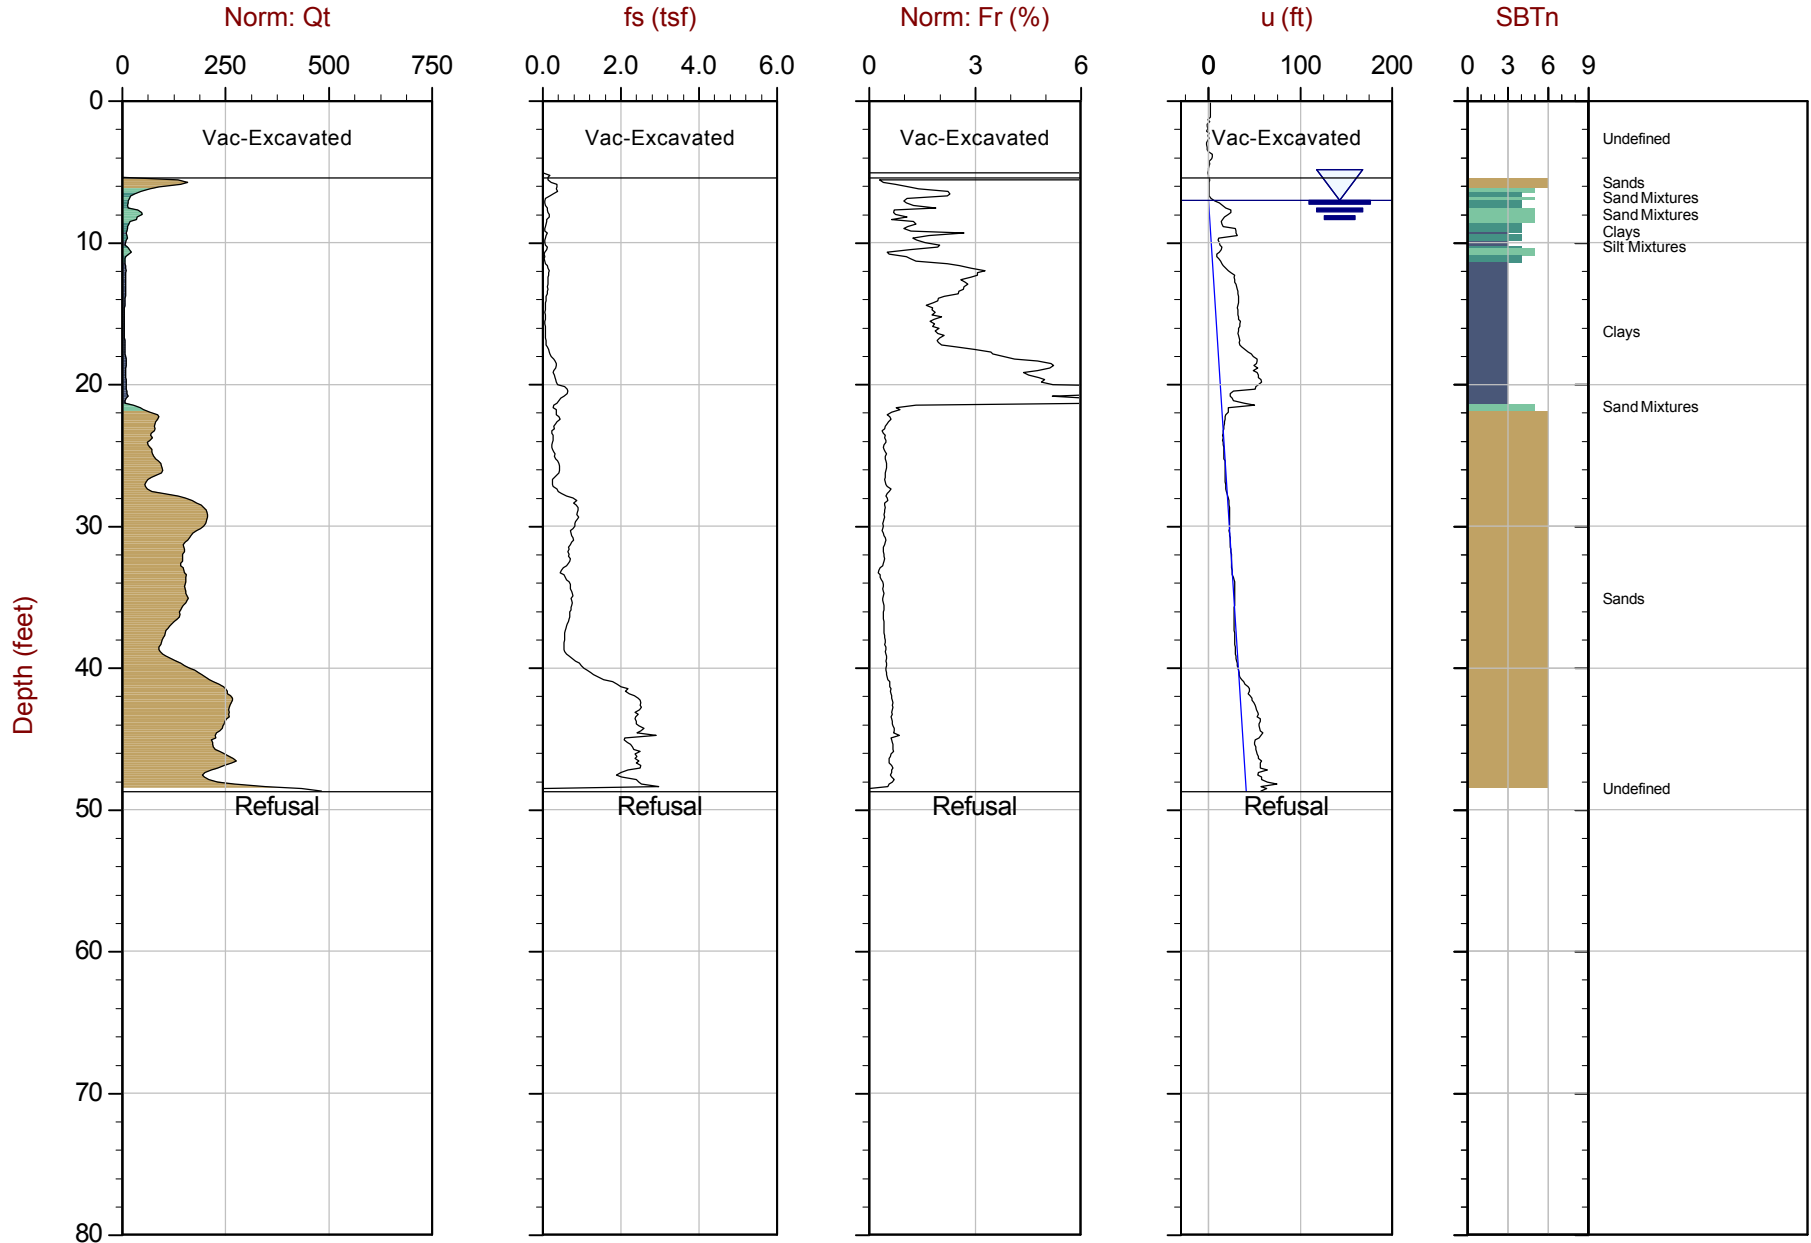 Norm: Qt fs (tsf) Norm: Fr (%) u (ft) SBTn
0 250 500 750 0.0 2.0 4.0 6.0 0 3 6 0 100 200 0 3 6 9
0
Vac-Excavated Vac-Excavated Vac-Excavated Vac-Excavated Undefined
Sands
Sand Mixtures
Sand Mixtures
Clays
10
Silt Mixtures
Clays
20
Sand Mixtures
30
Sands
Depth (feet)
40
Undefined
Refusal Refusal Refusal Refusal
50
60
70
80